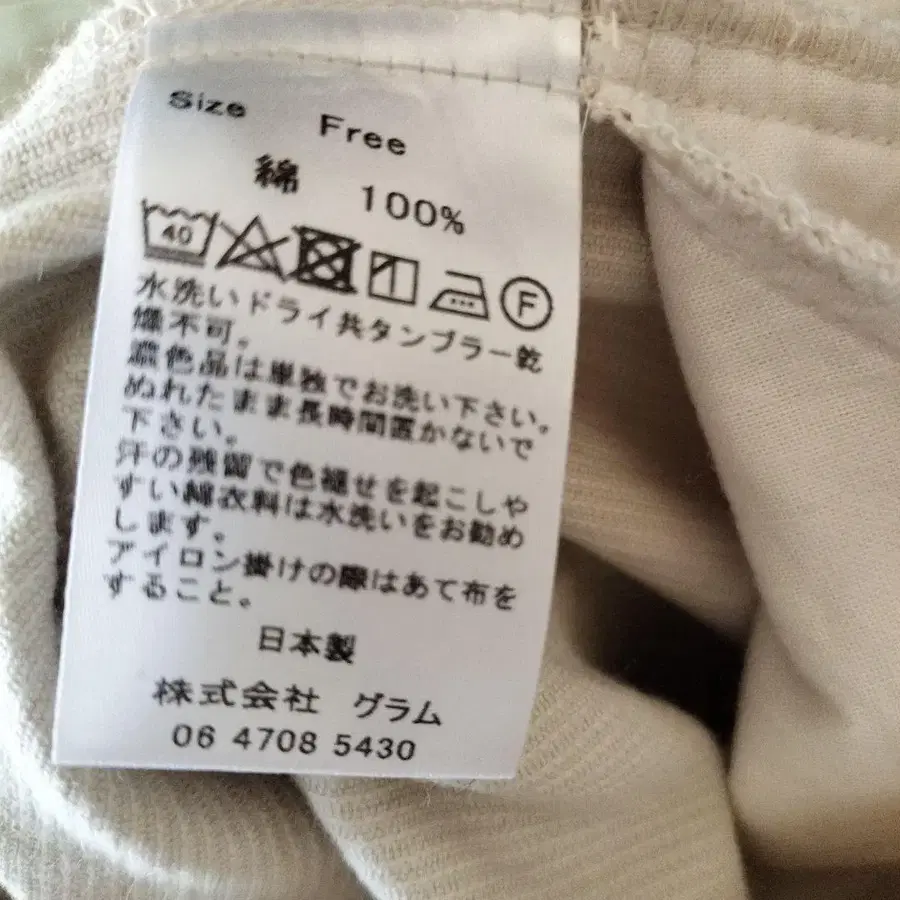 Size Free
綿 100%
40 F
水洗いドライ共タンブラー乾
燥不可。
濃色品は単独でお洗い下さい。
ぬれたまま長時間置かないで
下さい。
汗の残留で色褪せを起こしや
すい綿衣料は水洗いをお勧め
します。
アイロン掛けの際はあて布を
すること。
日本製
株式会社 グラム
06 4708 5430